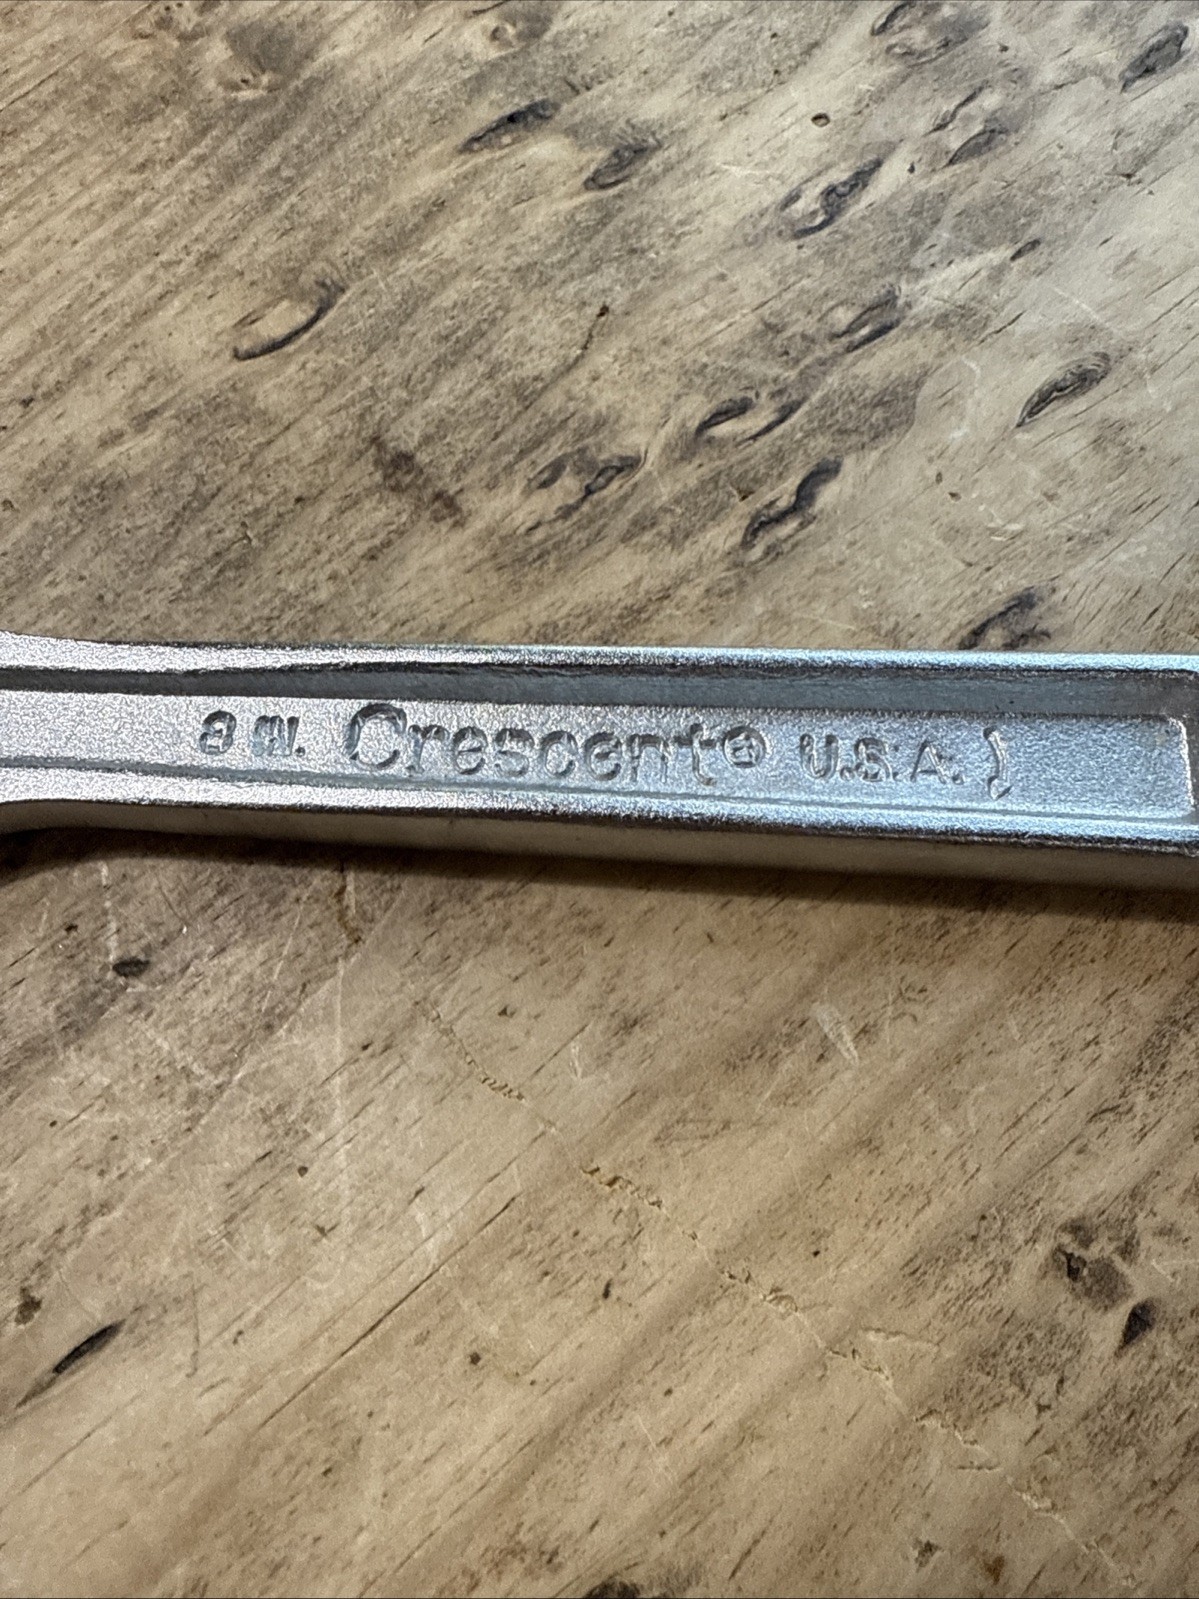 8 IN. Crescent® U.S.A. )